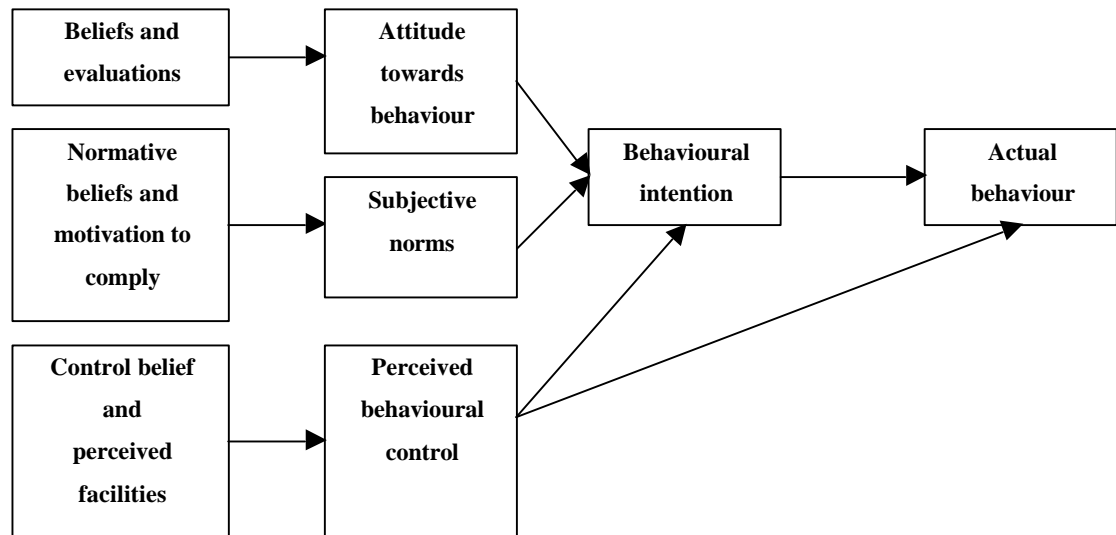 Beliefs and
evaluations
Attitude
towards
behaviour
Normative
beliefs and
motivation to
comply
Subjective
norms
Behavioural
intention
Actual
behaviour
Control belief
and
perceived
facilities
Perceived
behavioural
control